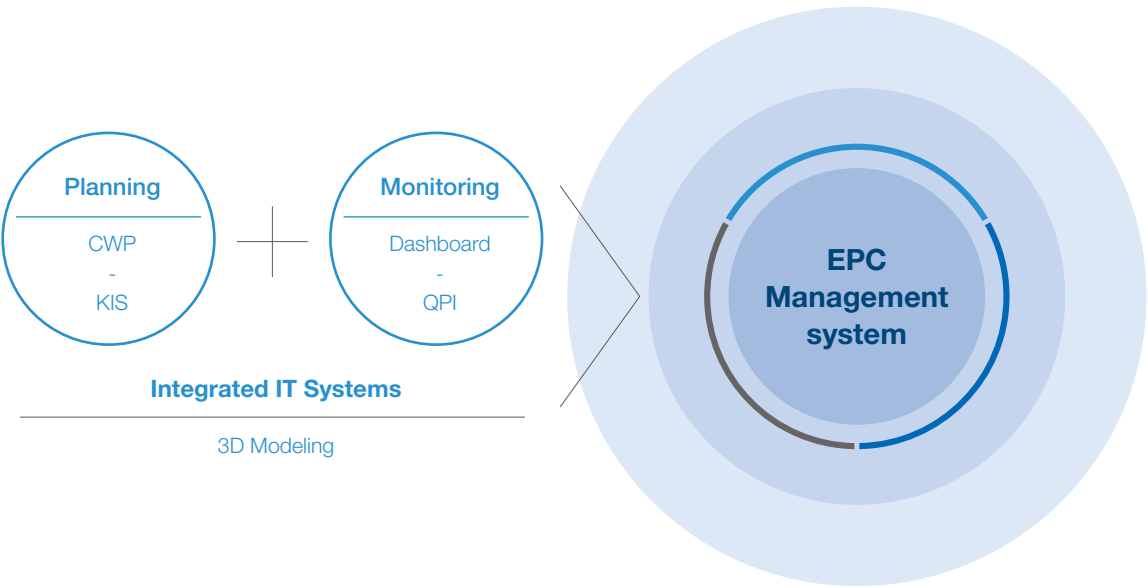 Planning
CWP
-
KIS
Monitoring
Dashboard
-
QPI
Integrated IT Systems
3D Modeling
EPC
Management
system